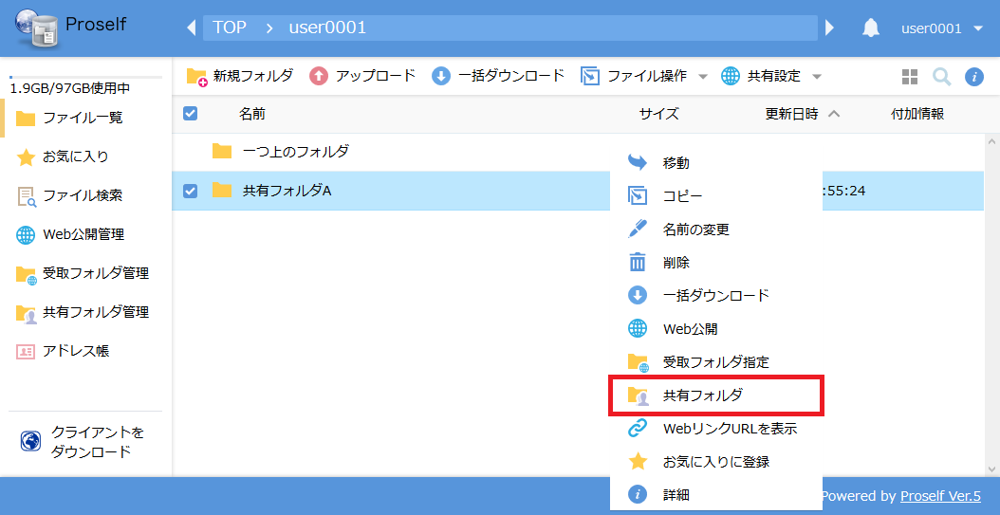 Proself
TOP > user0001
user0001
1.9GB/97GB使用中
ファイル一覧
お気に入り
ファイル検索
Web公開管理
受取フォルダ管理
共有フォルダ管理
アドレス帳
クライアントを
ダウンロード
新規フォルダ アップロード 一括ダウンロード ファイル操作 共有設定
名前 サイズ 更新日時 付加情報
一つ上のフォルダ
共有フォルダA :55:24
移動
コピー
名前の変更
削除
一括ダウンロード
Web公開
受取フォルダ指定
共有フォルダ
WebリンクURLを表示
お気に入りに登録
詳細
Powered by Proself Ver.5